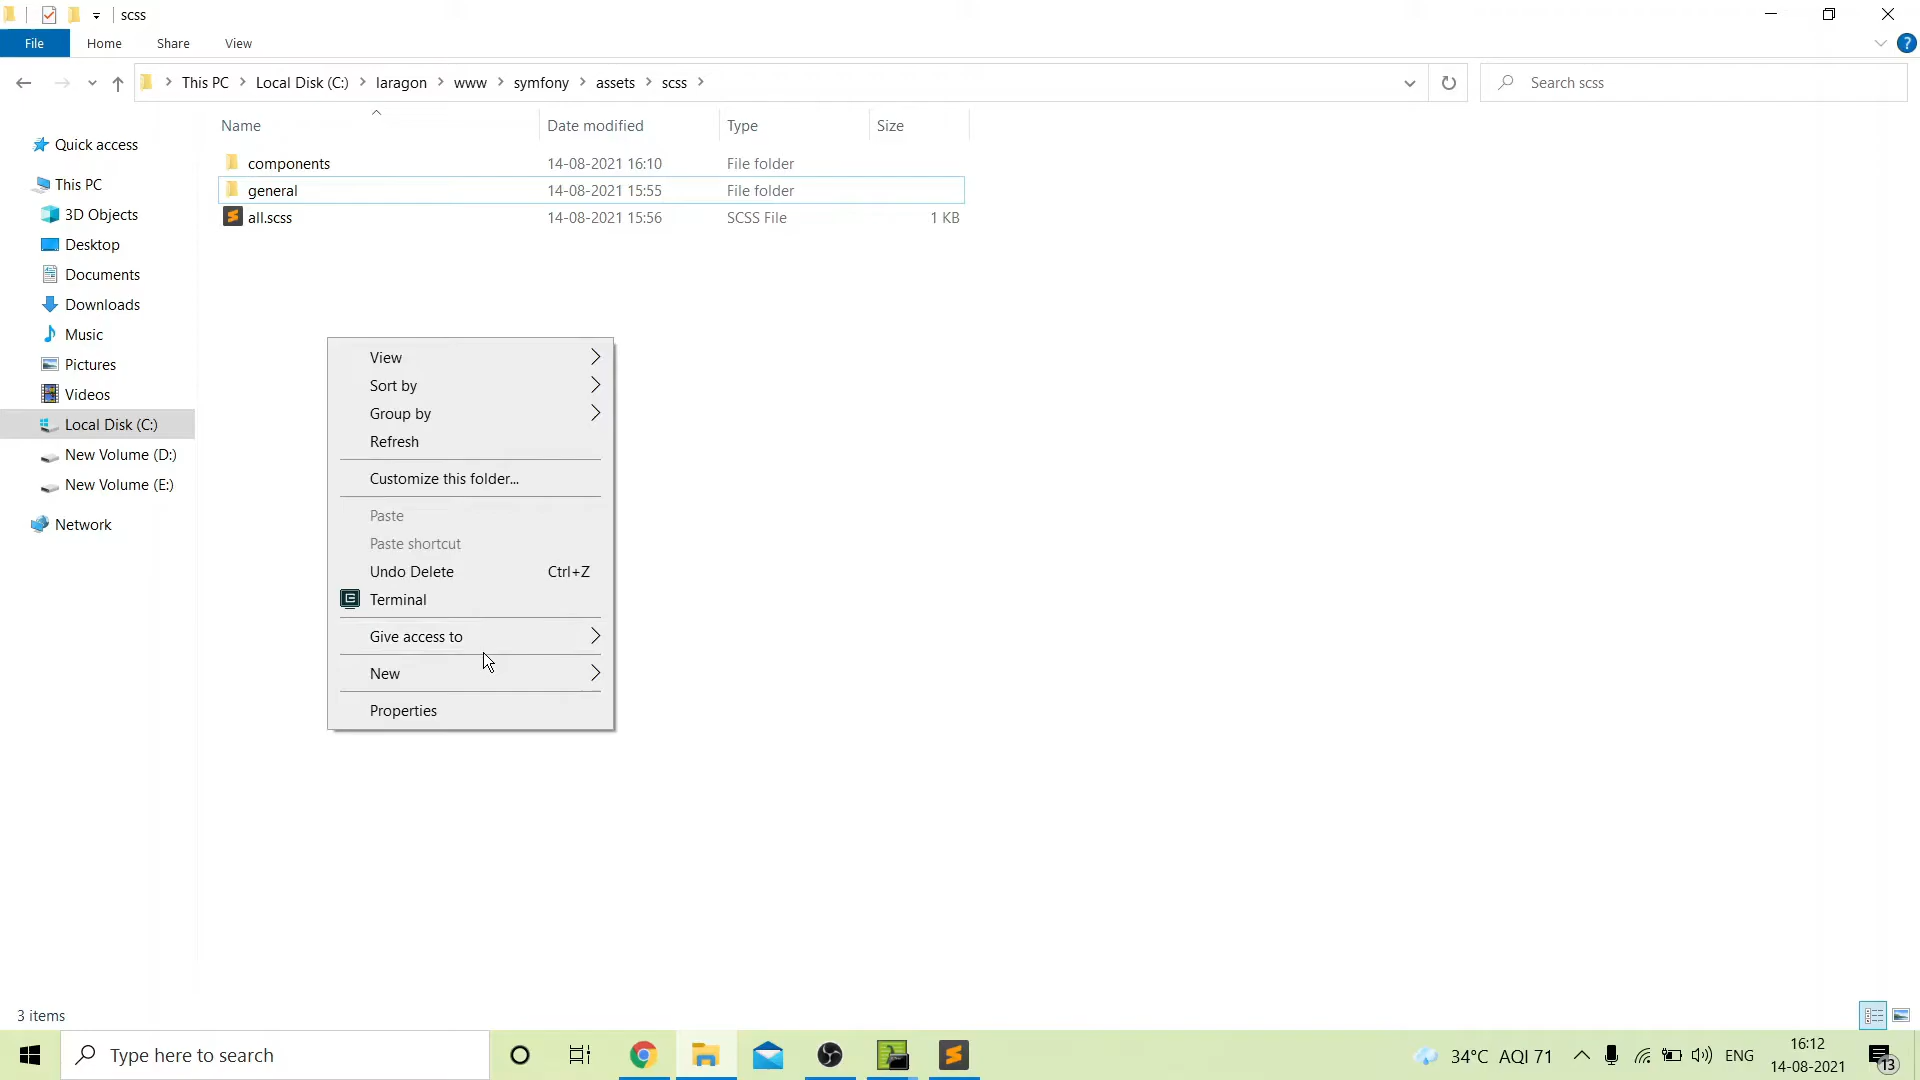 scss
File Home Share View
This PC Local Disk (C:) laragon www symfony assets scss
Search scss
Name Date modified Type Size
Quick access
This PC
3D Objects
Desktop
Documents
Downloads
Music
Pictures
Videos
Local Disk (C:)
New Volume (D:)
New Volume (E:)
Network
components 14-08-2021 16:10 File folder
general 14-08-2021 15:55 File folder
all.scss 14-08-2021 15:56 SCSS File 1 KB
View
Sort by
Group by
Refresh
Customize this folder...
Paste
Paste shortcut
Undo Delete Ctrl+Z
Terminal
Give access to
New
Properties
3 items
Type here to search
34°C AQI 71
ENG
16:12
14-08-2021
13